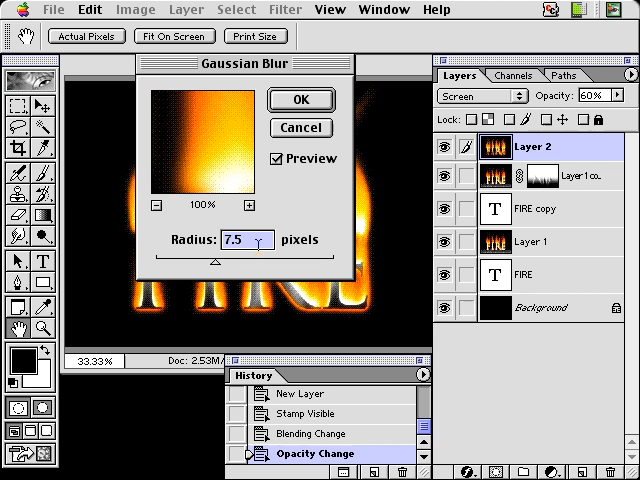 File Edit Image Layer Select Filter View Window Help
Actual Pixels Fit On Screen Print Size
Gaussian Blur
OK
Cancel
Preview
100%
Radius: 7.5 pixels
FIRE
33.33% Doc: 2.53M/
Layers Channels Paths
Screen Opacity: 60%
Lock:
Layer 2
Layer 1 co...
T FIRE copy
Layer 1
T FIRE
Background
History
New Layer
Stamp Visible
Blending Change
Opacity Change